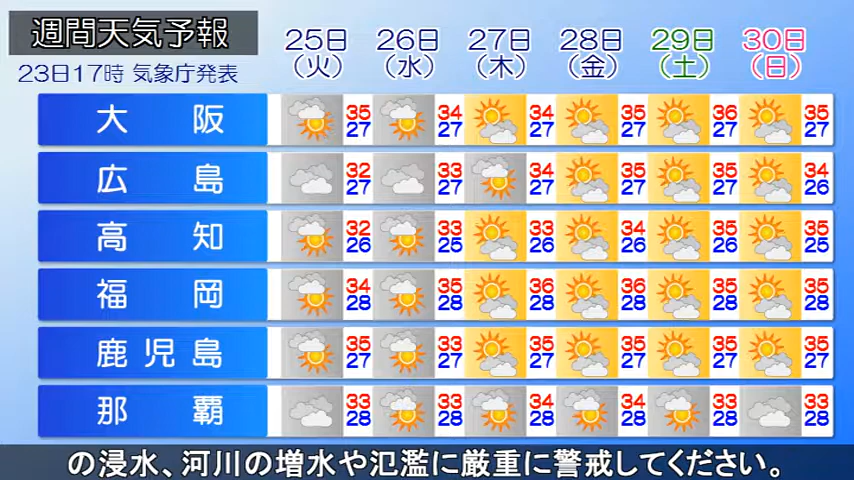 週間天気予報
23日17時 気象庁発表
25日 26日 27日 28日 29日 30日
(火) (水) (木) (金) (土) (日)
大阪 35 27 34 27 34 27 35 27 36 27 35 27
広島 32 27 33 27 34 27 35 27 35 27 34 26
高知 32 26 33 25 33 26 34 26 35 26 35 25
福岡 34 28 35 28 36 28 36 28 35 28 35 28
鹿児島 35 27 33 27 35 27 35 27 35 27 35 27
那覇 33 28 33 28 34 28 34 28 33 28 33 28
の浸水、河川の増水や氾濫に厳重に警戒してください。